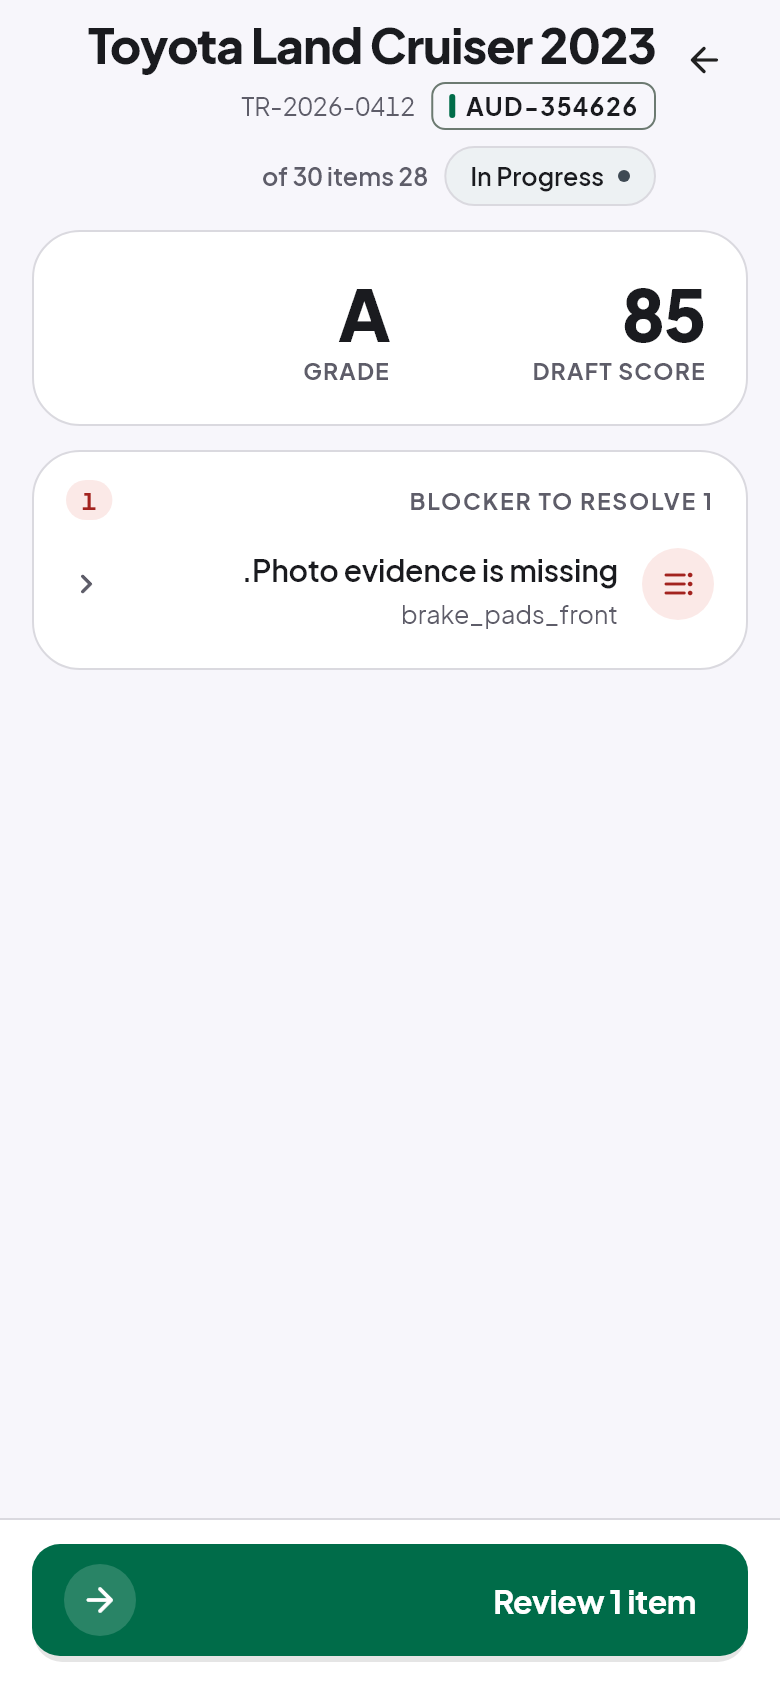 Toyota Land Cruiser 2023
TR-2026-0412 AUD-354626
of 30 items 28 In Progress
85
DRAFT SCORE
A
GRADE
BLOCKER TO RESOLVE 1
1
.Photo evidence is missing
brake_pads_front
Review 1 item